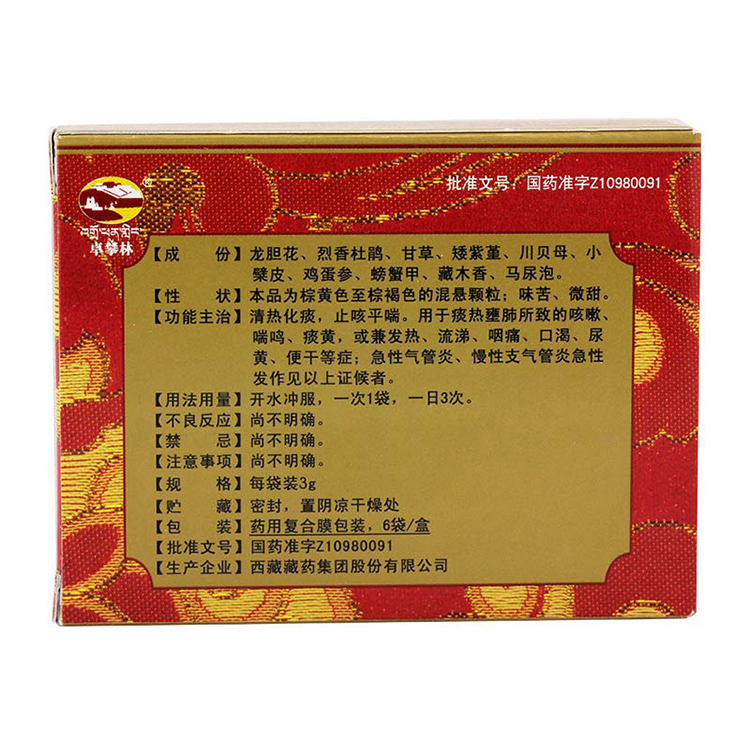 批准文号：国药准字Z10980091
®
卓攀林
【成　份】龙胆花、烈香杜鹃、甘草、矮紫堇、川贝母、小
檗皮、鸡蛋参、螃蟹甲、藏木香、马尿泡。
【性　状】本品为棕黄色至棕褐色的混悬颗粒；味苦、微甜。
【功能主治】清热化痰，止咳平喘。用于痰热壅肺所致的咳嗽、
喘鸣、痰黄，或兼发热、流涕、咽痛、口渴、尿
黄、便干等症；急性气管炎、慢性支气管炎急性
发作见以上证候者。
【用法用量】开水冲服，一次1袋，一日3次。
【不良反应】尚不明确。
【禁　忌】尚不明确。
【注意事项】尚不明确。
【规　格】每袋装3g
【贮　藏】密封，置阴凉干燥处
【包　装】药用复合膜包装，6袋/盒
【批准文号】国药准字Z10980091
【生产企业】西藏藏药集团股份有限公司